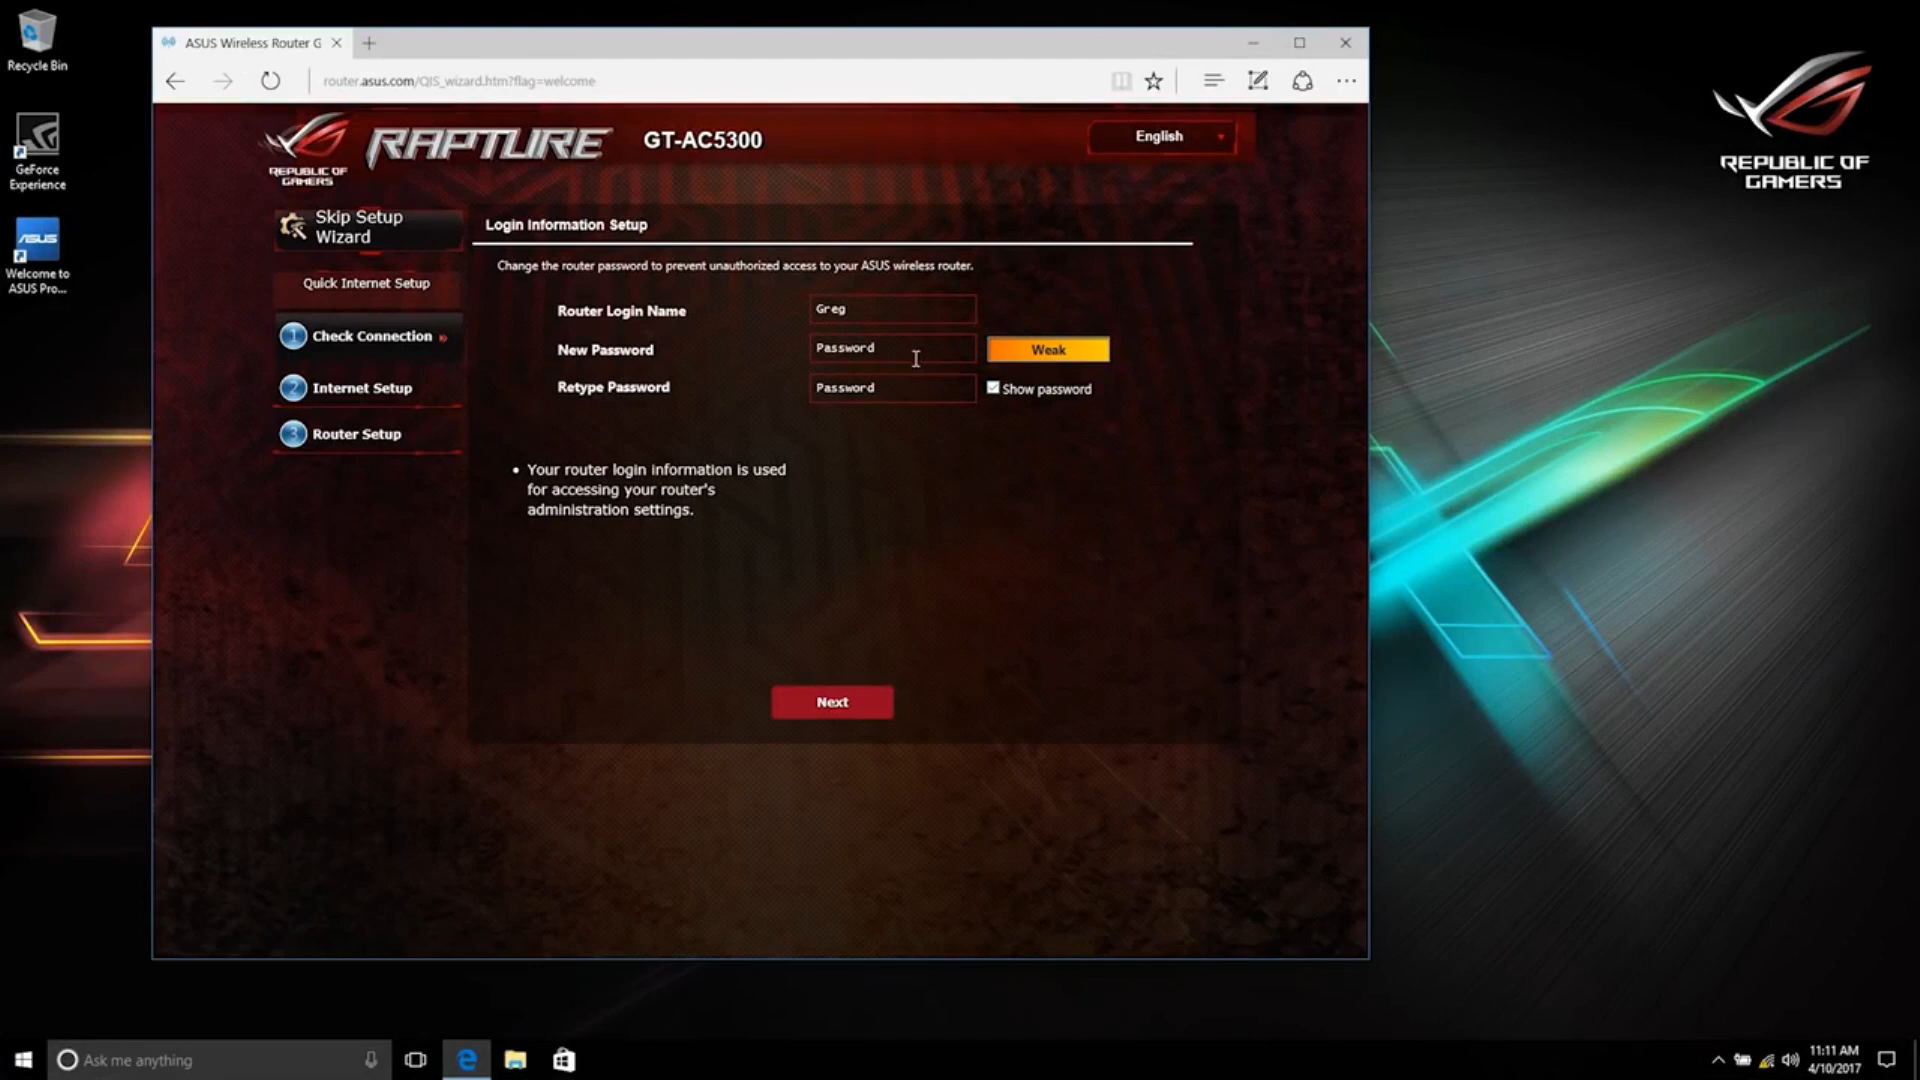 Recycle Bin
GeForce
Experience
ASUS
Welcome to
ASUS Pro...
ASUS Wireless Router G
router.asus.com/QIS_wizard.htm?flag=welcome
REPUBLIC OF
GAMERS
RAPTURE
GT-AC5300
English
Skip Setup
Wizard
Quick Internet Setup
1 Check Connection »
2 Internet Setup
3 Router Setup
Login Information Setup
Change the router password to prevent unauthorized access to your ASUS wireless router.
Router Login Name Greg
New Password Password Weak
Retype Password Password Show password
• Your router login information is used
for accessing your router's
administration settings.
Next
REPUBLIC OF
GAMERS
Ask me anything
11:11 AM
4/10/2017